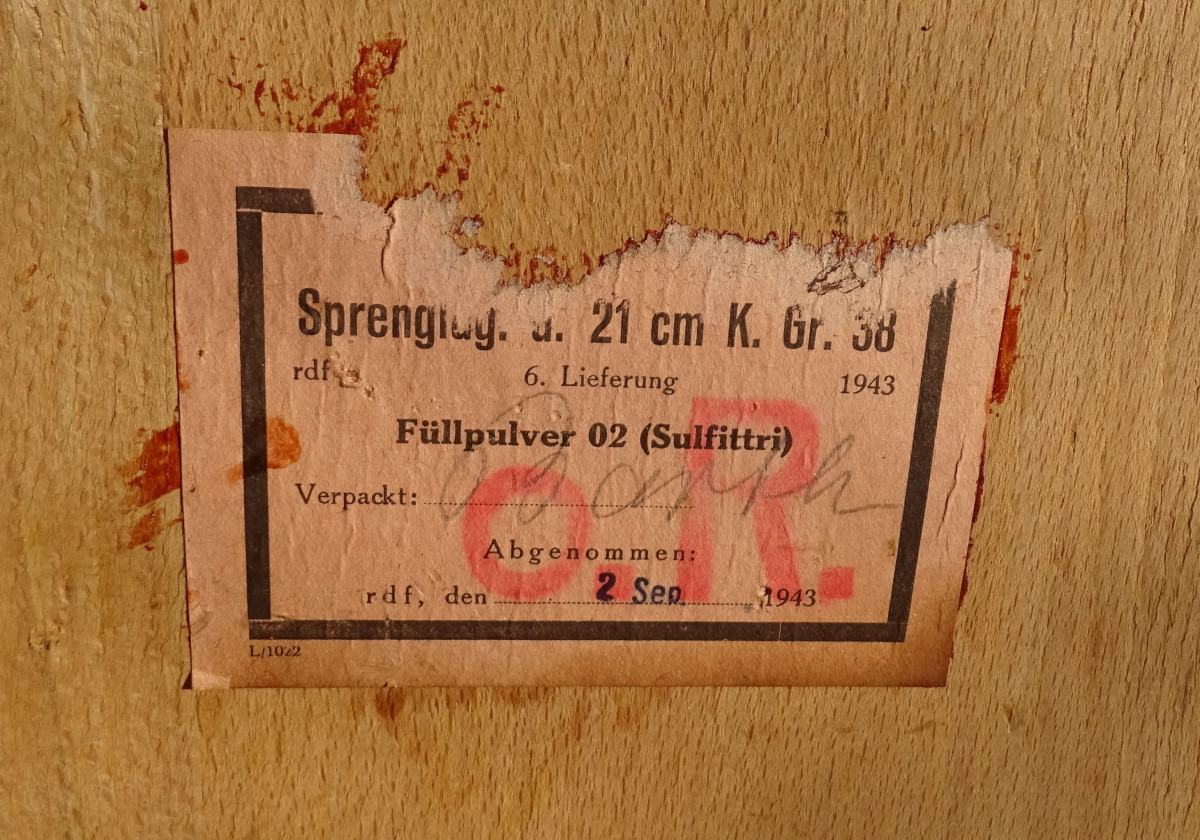 Sprengldg. d. 21 cm K. Gr. 38
rdf 6. Lieferung 1943
Füllpulver 02 (Sulfittri)
Verpackt:
o.R.
Abgenommen:
rdf, den 2 Sep. 1943
L/1022